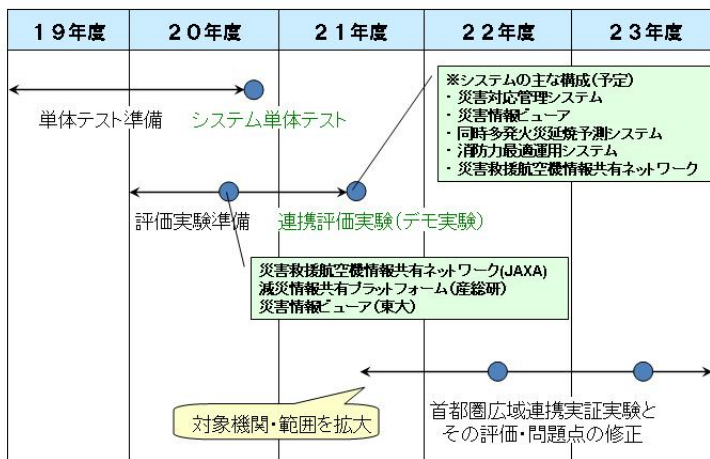 19年度 20年度 21年度 22年度 23年度
※システムの主な構成(予定)
・災害対応管理システム
・災害情報ビューア
・同時多発火災延焼予測システム
・消防力最適運用システム
・災害救援航空機情報共有ネットワーク
単体テスト準備 システム単体テスト
評価実験準備 連携評価実験(デモ実験)
災害救援航空機情報共有ネットワーク(JAXA)
減災情報共有プラットフォーム(産総研)
災害情報ビューア(東大)
対象機関・範囲を拡大
首都圏広域連携実証実験と
その評価・問題点の修正